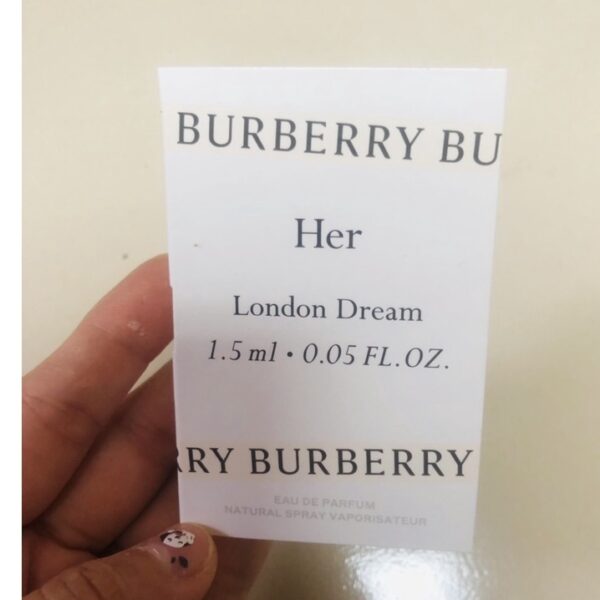 BURBERRY BU
Her
London Dream
1.5 ml • 0.05 FL.OZ.
RRY BURBERRY
EAU DE PARFUM
NATURAL SPRAY VAPORISATEUR